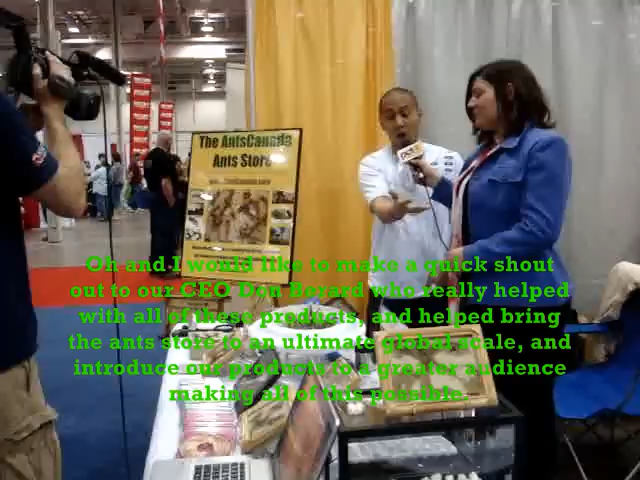 The AntsCanada
Ants Store
Oh and I would like to make a quick shout
out to our CEO Don Berard who really helped
with all of these products, and helped bring
the ants store to an ultimate global scale, and
introduce our products to a greater audience
making all of this possible.